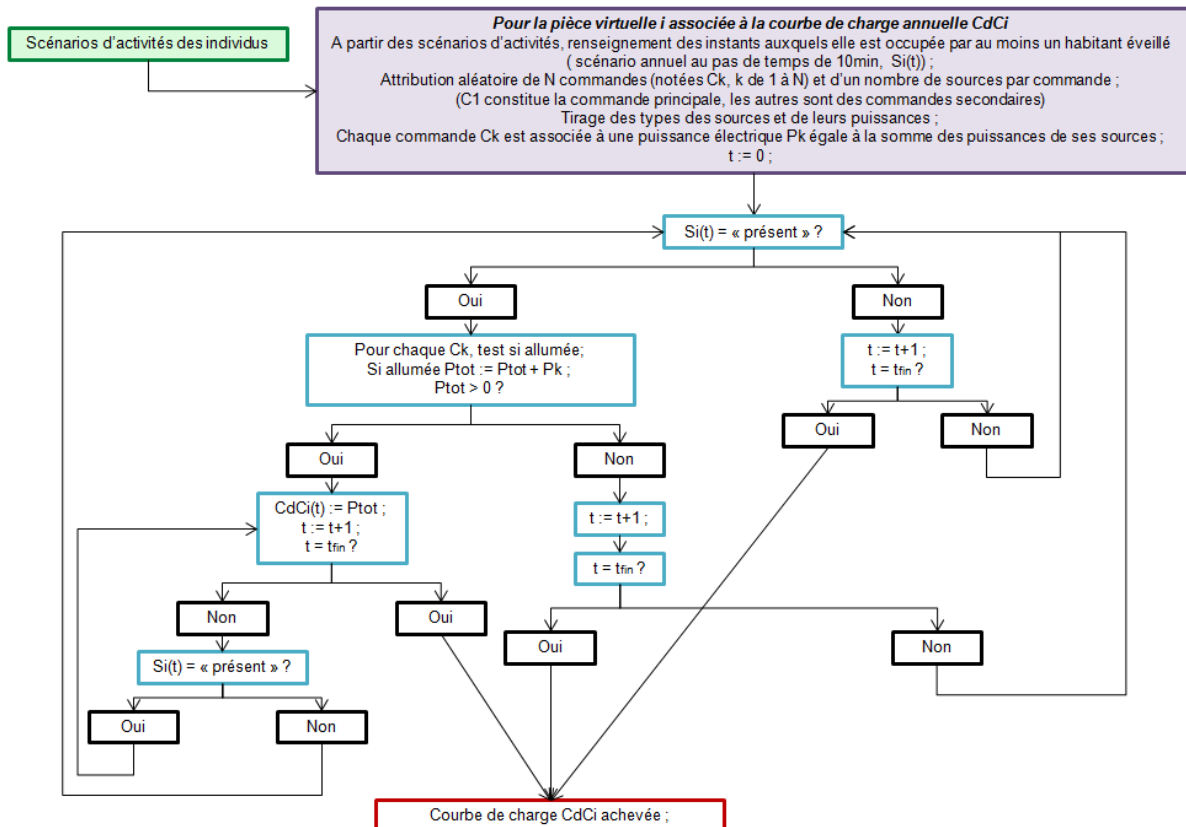 Scénarios d'activités des individus
Pour la pièce virtuelle i associée à la courbe de charge annuelle CdCi
A partir des scénarios d'activités, renseignement des instants auxquels elle est occupée par au moins un habitant éveillé
( scénario annuel au pas de temps de 10min, Si(t)) ;
Attribution aléatoire de N commandes (notées Ck, k de 1 à N) et d'un nombre de sources par commande ;
(C1 constitue la commande principale, les autres sont des commandes secondaires)
Tirage des types des sources et de leurs puissances ;
Chaque commande Ck est associée à une puissance électrique Pk égale à la somme des puissances de ses sources ;
t := 0 ;
Si(t) = « présent » ?
Oui
Non
Pour chaque Ck, test si allumée;
Si allumée Ptot := Ptot + Pk ;
Ptot > 0 ?
t := t+1 ;
t = tfin ?
Oui
Non
Oui
Non
CdCi(t) := Ptot ;
t := t+1 ;
t = tfin ?
t := t+1 ;
t = tfin ?
Non
Oui
Oui
Non
Si(t) = « présent » ?
Oui
Non
Courbe de charge CdCi achevée ;